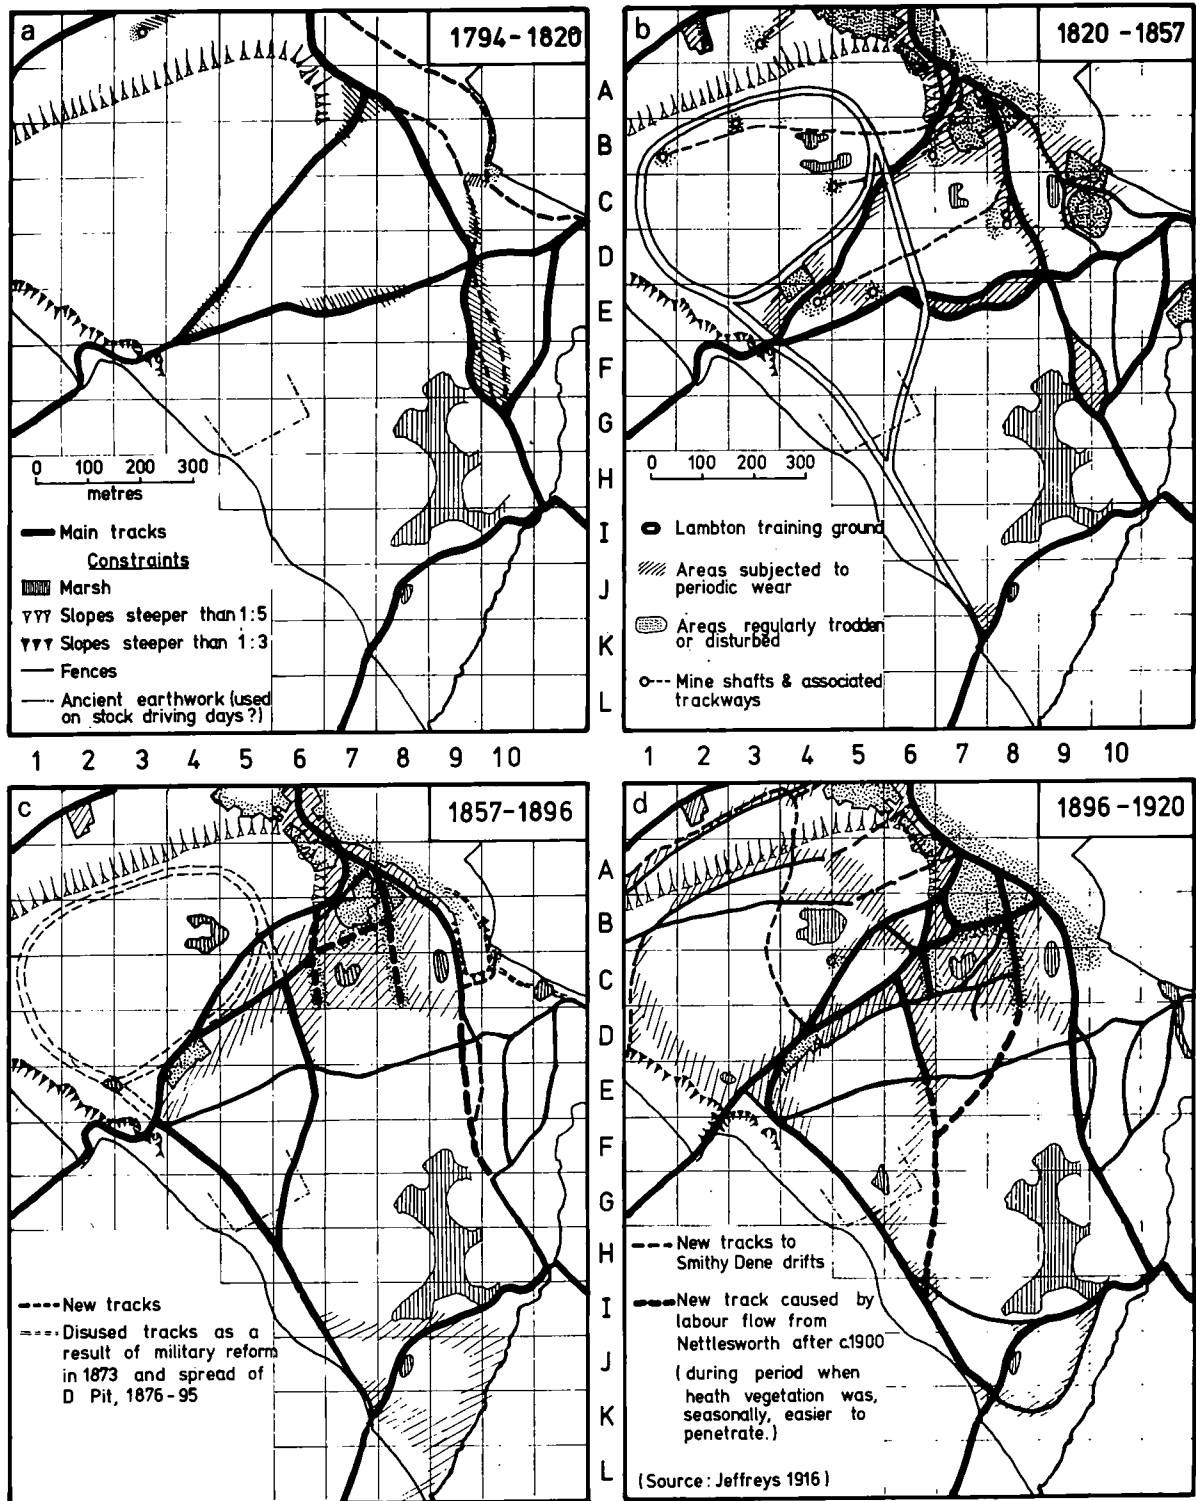 a
1794-1820
0 100 200 300
metres
Main tracks
Constraints
Marsh
Slopes steeper than 1:5
Slopes steeper than 1:3
Fences
Ancient earthwork (used
on stock driving days?)
A
B
C
D
E
F
G
H
I
J
K
L
b
1820 -1857
0 100 200 300
Lambton training ground
Areas subjected to
periodic wear
Areas regularly trodden
or disturbed
Mine shafts & associated
trackways
1 2 3 4 5 6 7 8 9 10
1 2 3 4 5 6 7 8 9 10
c
1857-1896
New tracks
Disused tracks as a
result of military reform
in 1873 and spread of
D Pit, 1876-95
A
B
C
D
E
F
G
H
I
J
K
L
d
1896 -1920
New tracks to
Smithy Dene drifts
New track caused by
labour flow from
Nettlesworth after c.1900
(during period when
heath vegetation was,
seasonally, easier to
penetrate.)
(Source: Jeffreys 1916)